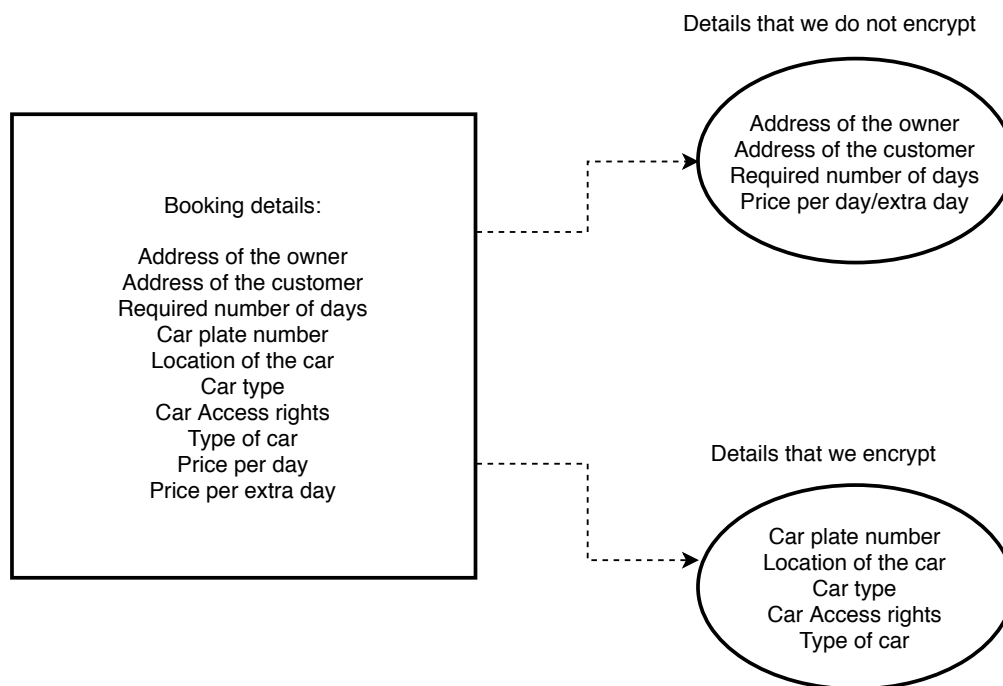 Details that we do not encrypt
Address of the owner
Address of the customer
Required number of days
Price per day/extra day
Booking details:
Address of the owner
Address of the customer
Required number of days
Car plate number
Location of the car
Car type
Car Access rights
Type of car
Price per day
Price per extra day
Details that we encrypt
Car plate number
Location of the car
Car type
Car Access rights
Type of car